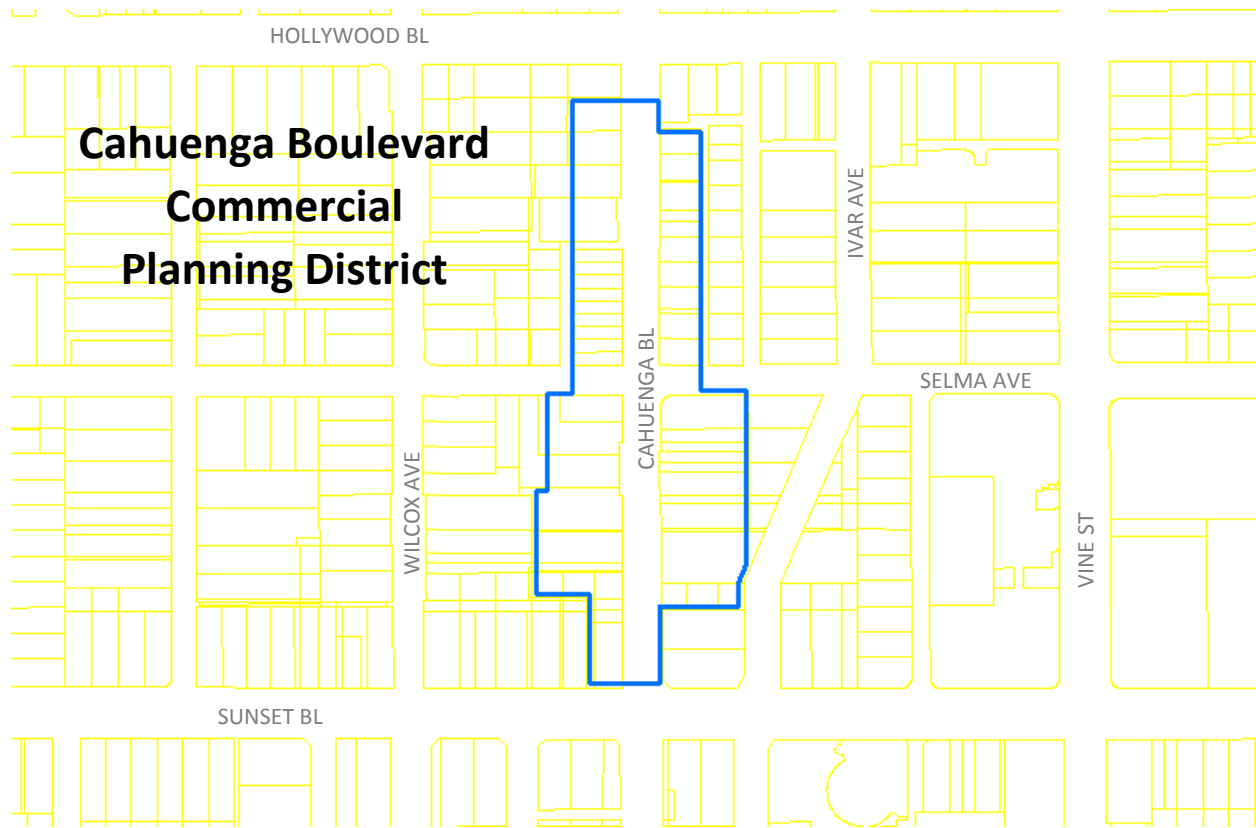 HOLLYWOOD BL
Cahuenga Boulevard
Commercial
Planning District
IVAR AVE
CAHUENGA BL
SELMA AVE
WILCOX AVE
VINE ST
SUNSET BL